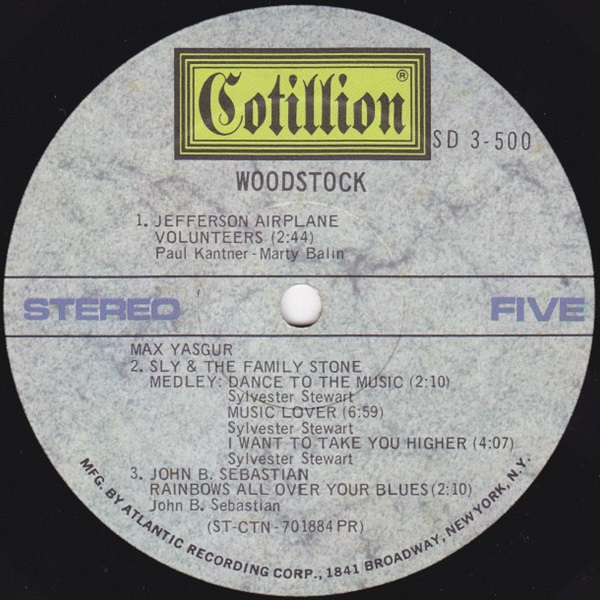 Cotillion®
SD 3-500
WOODSTOCK
1. JEFFERSON AIRPLANE
VOLUNTEERS (2:44)
Paul Kantner - Marty Balin
STEREO FIVE
MAX YASGUR
2. SLY & THE FAMILY STONE
MEDLEY: DANCE TO THE MUSIC (2:10)
Sylvester Stewart
MUSIC LOVER (6:59)
Sylvester Stewart
I WANT TO TAKE YOU HIGHER (4:07)
Sylvester Stewart
3. JOHN B. SEBASTIAN
RAINBOWS ALL OVER YOUR BLUES (2:10)
John B. Sebastian
(ST-CTN-701884 PR)
MFG. BY ATLANTIC RECORDING CORP., 1841 BROADWAY, NEW YORK, N.Y.